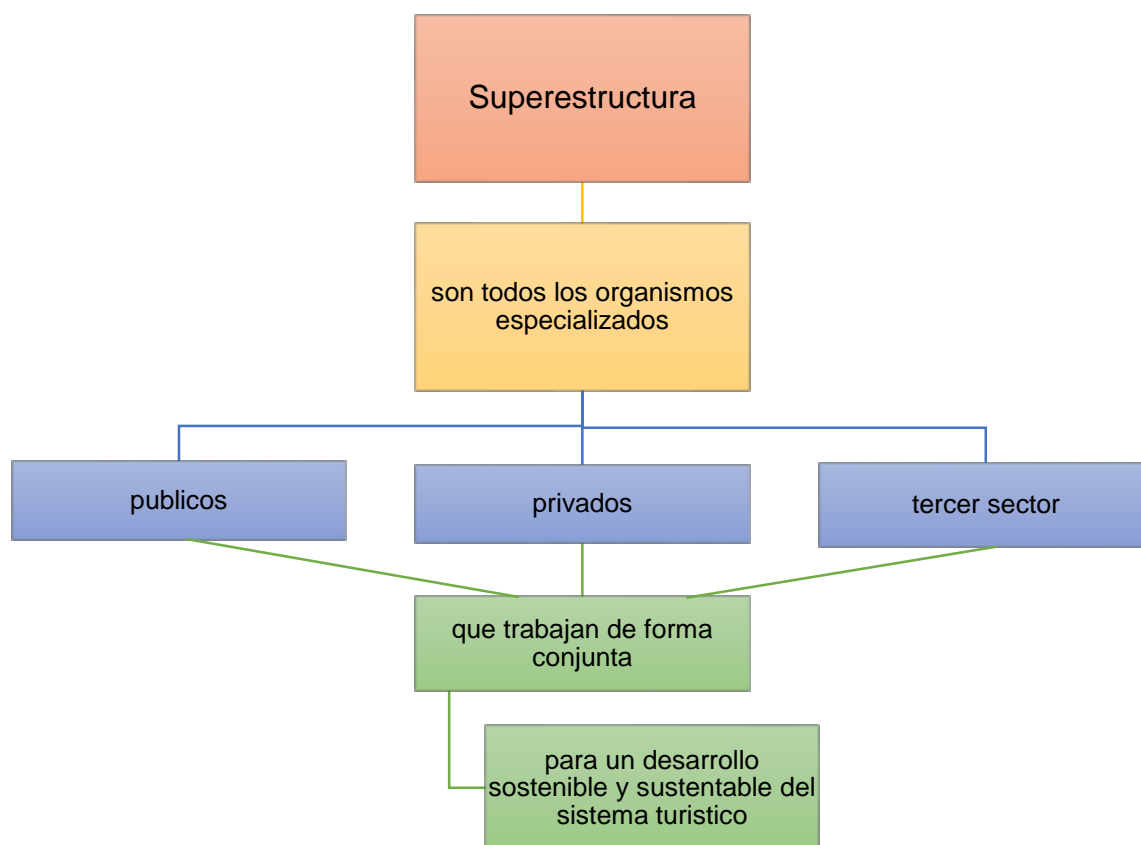 Superestructura
son todos los organismos
especializados
publicos
privados
tercer sector
que trabajan de forma
conjunta
para un desarrollo
sostenible y sustentable del
sistema turistico